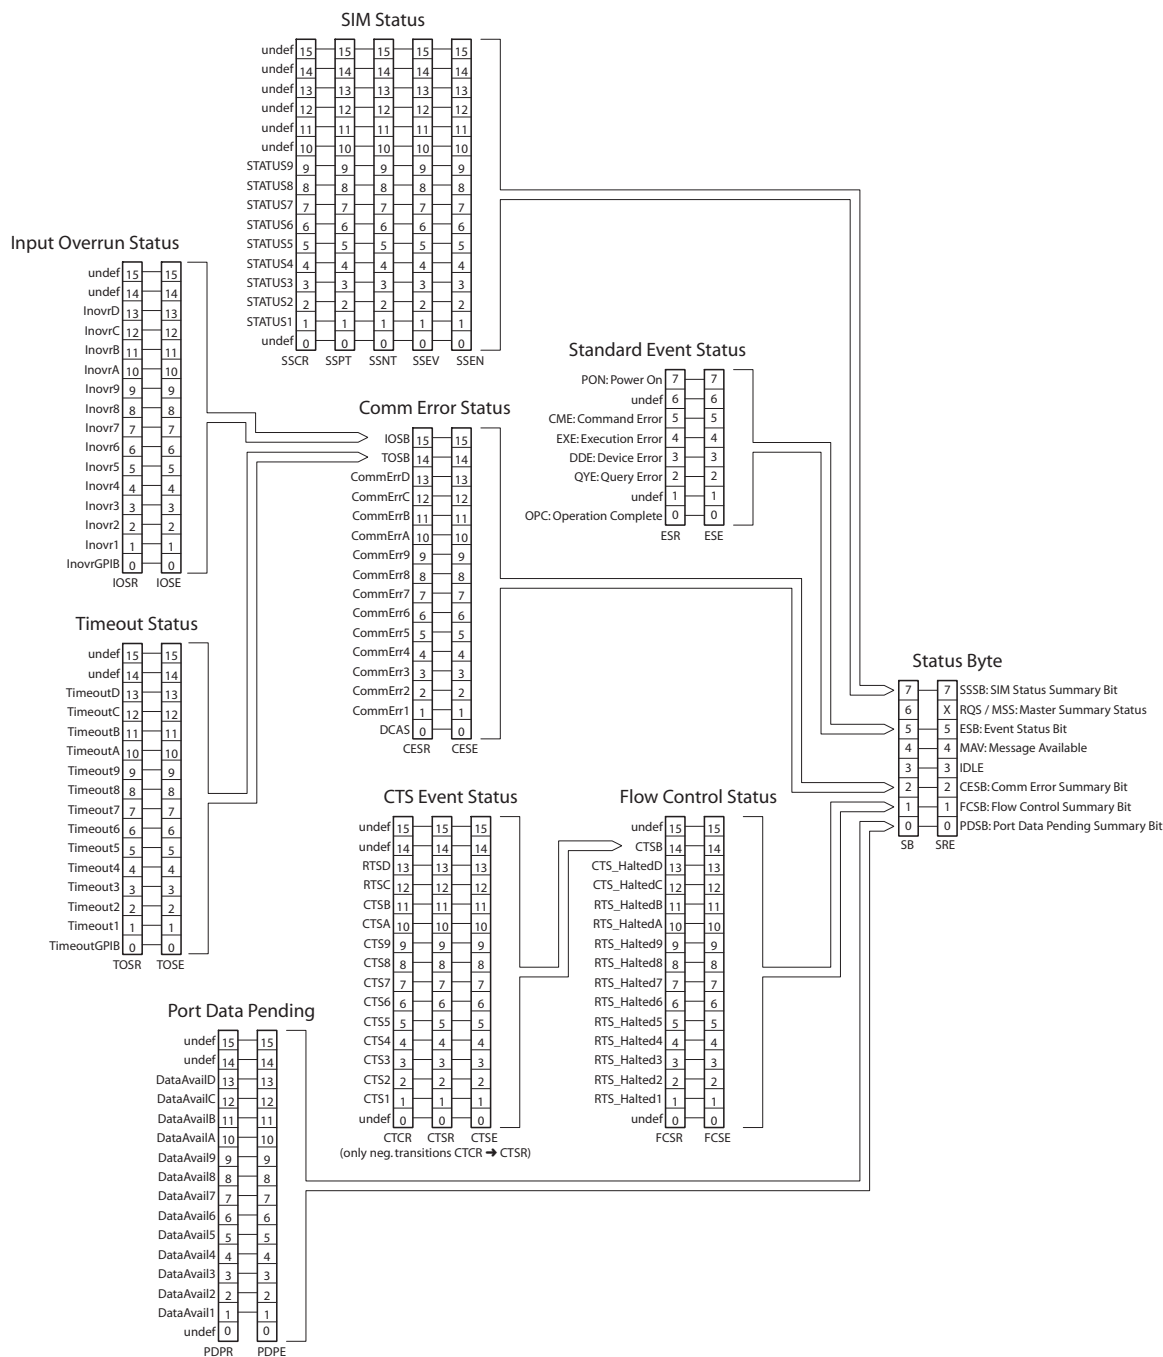 SIM Status
undef 15 15 15 15 15
undef 14 14 14 14 14
undef 13 13 13 13 13
undef 12 12 12 12 12
undef 11 11 11 11 11
undef 10 10 10 10 10
STATUS9 9 9 9 9 9
STATUS8 8 8 8 8 8
STATUS7 7 7 7 7 7
STATUS6 6 6 6 6 6
STATUS5 5 5 5 5 5
STATUS4 4 4 4 4 4
STATUS3 3 3 3 3 3
STATUS2 2 2 2 2 2
STATUS1 1 1 1 1 1
undef 0 0 0 0 0
SSCR SSPT SSNT SSEV SSEN
Input Overrun Status
undef 15 15
undef 14 14
InovrD 13 13
InovrC 12 12
InovrB 11 11
InovrA 10 10
Inovr9 9 9
Inovr8 8 8
Inovr7 7 7
Inovr6 6 6
Inovr5 5 5
Inovr4 4 4
Inovr3 3 3
Inovr2 2 2
Inovr1 1 1
InovrGPIB 0 0
IOSR IOSE
Standard Event Status
PON: Power On 7 7
undef 6 6
CME: Command Error 5 5
EXE: Execution Error 4 4
DDE: Device Error 3 3
QYE: Query Error 2 2
undef 1 1
OPC: Operation Complete 0 0
ESR ESE
Comm Error Status
IOSB 15 15
TOSB 14 14
CommErrD 13 13
CommErrC 12 12
CommErrB 11 11
CommErrA 10 10
CommErr9 9 9
CommErr8 8 8
CommErr7 7 7
CommErr6 6 6
CommErr5 5 5
CommErr4 4 4
CommErr3 3 3
CommErr2 2 2
CommErr1 1 1
DCAS 0 0
CESR CESE
Timeout Status
undef 15 15
undef 14 14
TimeoutD 13 13
TimeoutC 12 12
TimeoutB 11 11
TimeoutA 10 10
Timeout9 9 9
Timeout8 8 8
Timeout7 7 7
Timeout6 6 6
Timeout5 5 5
Timeout4 4 4
Timeout3 3 3
Timeout2 2 2
Timeout1 1 1
TimeoutGPIB 0 0
TOSR TOSE
Status Byte
7 7 SSSB: SIM Status Summary Bit
6 X RQS / MSS: Master Summary Status
5 5 ESB: Event Status Bit
4 4 MAV: Message Available
3 3 IDLE
2 2 CESB: Comm Error Summary Bit
1 1 FCSB: Flow Control Summary Bit
0 0 PDSB: Port Data Pending Summary Bit
SB SRE
CTS Event Status
undef 15 15 15
undef 14 14 14
RTSD 13 13 13
RTSC 12 12 12
CTSB 11 11 11
CTSA 10 10 10
CTS9 9 9 9
CTS8 8 8 8
CTS7 7 7 7
CTS6 6 6 6
CTS5 5 5 5
CTS4 4 4 4
CTS3 3 3 3
CTS2 2 2 2
CTS1 1 1 1
undef 0 0 0
CTCR CTSR CTSE
(only neg. transitions CTCR ➔ CTSR)
Flow Control Status
undef 15 15
CTSB 14 14
CTS_HaltedD 13 13
CTS_HaltedC 12 12
RTS_HaltedB 11 11
RTS_HaltedA 10 10
RTS_Halted9 9 9
RTS_Halted8 8 8
RTS_Halted7 7 7
RTS_Halted6 6 6
RTS_Halted5 5 5
RTS_Halted4 4 4
RTS_Halted3 3 3
RTS_Halted2 2 2
RTS_Halted1 1 1
undef 0 0
FCSR FCSE
Port Data Pending
undef 15 15
undef 14 14
DataAvailD 13 13
DataAvailC 12 12
DataAvailB 11 11
DataAvailA 10 10
DataAvail9 9 9
DataAvail8 8 8
DataAvail7 7 7
DataAvail6 6 6
DataAvail5 5 5
DataAvail4 4 4
DataAvail3 3 3
DataAvail2 2 2
DataAvail1 1 1
undef 0 0
PDPR PDPE